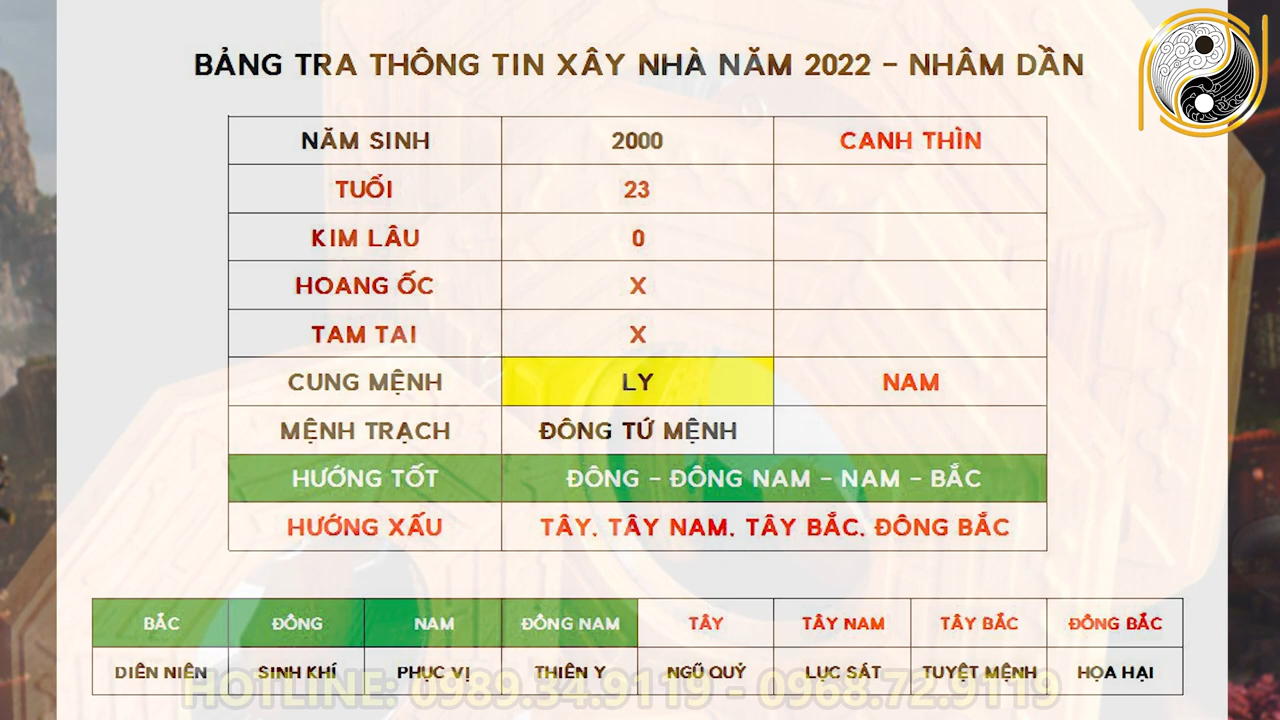 BẢNG TRA THÔNG TIN XÂY NHÀ NĂM 2022 - NHÂM DẦN
NĂM SINH 2000 CANH THÌN
TUỔI 23
KIM LÂU 0
HOANG ỐC X
TAM TAI X
CUNG MỆNH LY NAM
MỆNH TRẠCH ĐÔNG TỨ MỆNH
HƯỚNG TỐT ĐÔNG - ĐÔNG NAM - NAM - BẮC
HƯỚNG XẤU TÂY, TÂY NAM, TÂY BẮC, ĐÔNG BẮC
BẮC ĐÔNG NAM ĐÔNG NAM TÂY TÂY NAM TÂY BẮC ĐÔNG BẮC
DIÊN NIÊN SINH KHÍ PHỤC VỊ THIÊN Y NGŨ QUỶ LỤC SÁT TUYỆT MỆNH HỌA HẠI
HOTLINE: 0989.34.9119 - 0968.72.9119